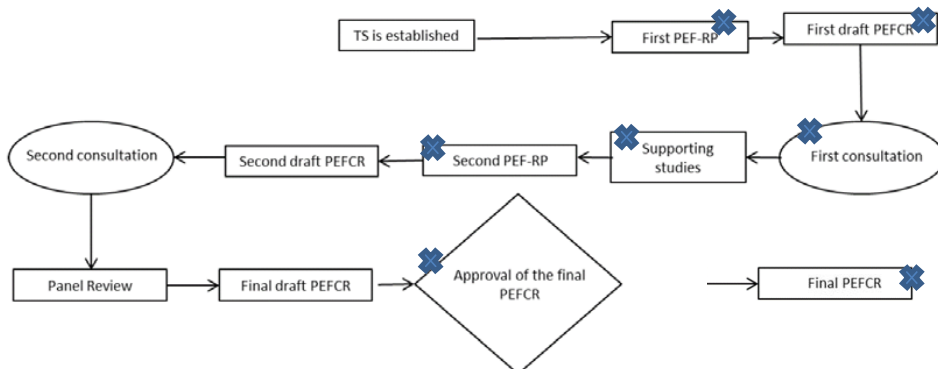 TS is established
First PEF-RP
First draft PEFCR
First consultation
Supporting
studies
Second PEF-RP
Second draft PEFCR
Second consultation
Panel Review
Final draft PEFCR
Approval of the final
PEFCR
Final PEFCR